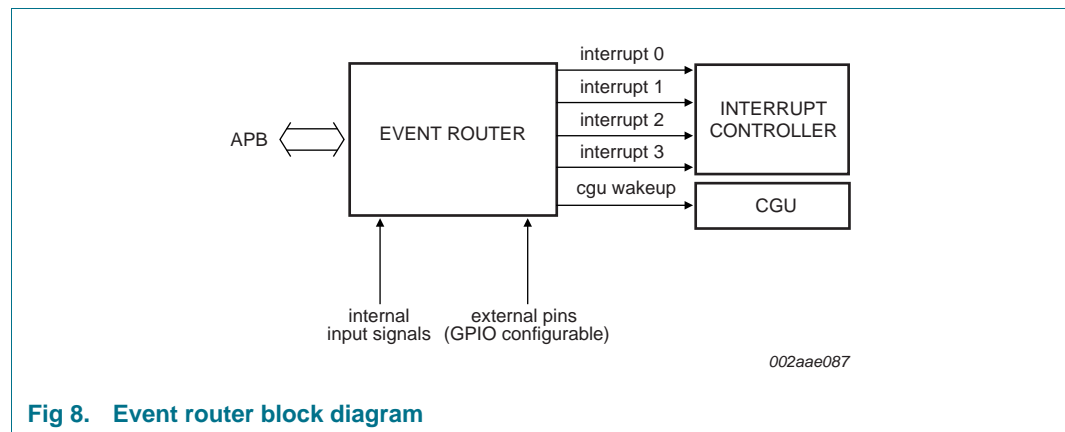 interrupt 0
interrupt 1
interrupt 2
interrupt 3
cgu wakeup
APB
EVENT ROUTER
INTERRUPT
CONTROLLER
CGU
internal
input signals
external pins
(GPIO configurable)
002aae087
Fig 8. Event router block diagram